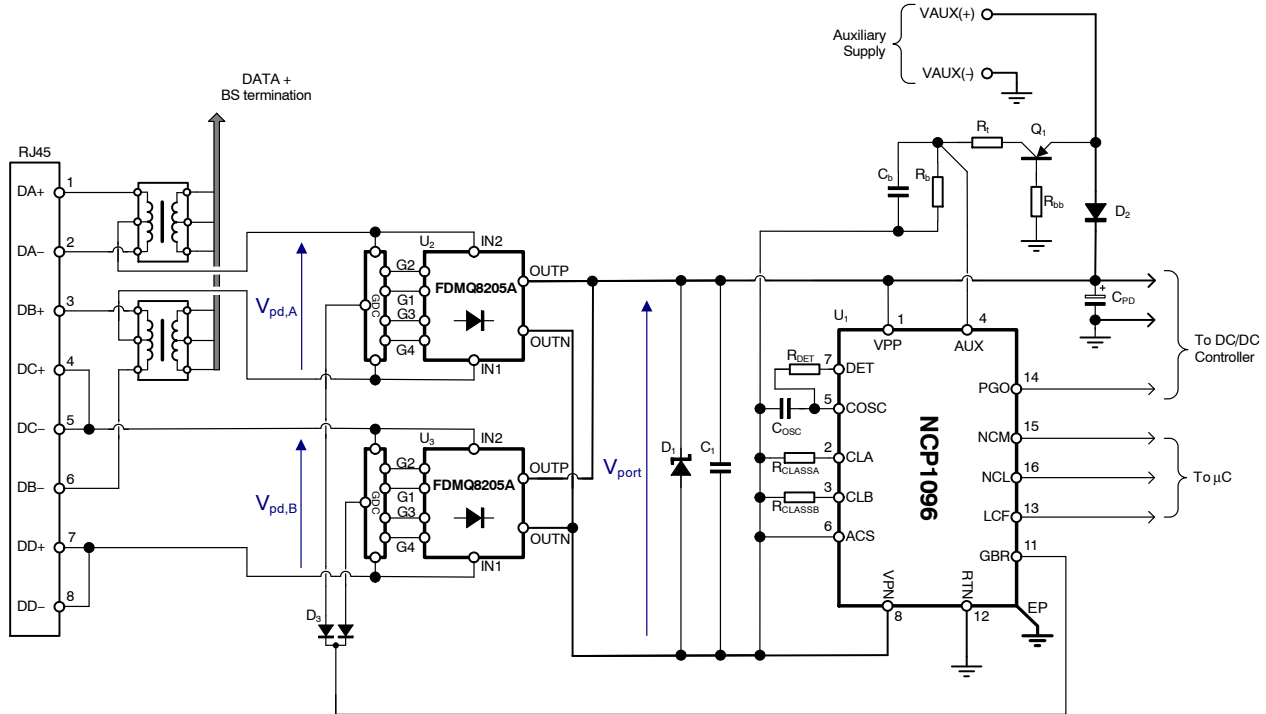 VAUX(+)
Auxiliary
Supply
VAUX(-)
DATA +
BS termination
RJ45
DA+
1
DA−
2
DB+
3
DC+
4
DC−
5
DB−
6
DD+
7
DD−
8
Vpd,A
Vpd,B
GDC
G2
G1
G3
G4
U2
IN2
FDMQ8205A
OUTP
OUTN
IN1
GDC
G2
G1
G3
G4
U3
IN2
FDMQ8205A
OUTP
OUTN
IN1
D3
Vport
D1
C1
Cb
Rb
Rt
Q1
Rbb
D2
+
CPD
To DC/DC
Controller
U1
NCP1096
1
VPP
4
AUX
RDET
7
DET
COSC
5
COSC
RCLASSA
2
CLA
RCLASSB
3
CLB
6
ACS
VPN
8
RTN
12
EP
PGO
14
NCM
15
NCL
16
LCF
13
GBR
11
To µC